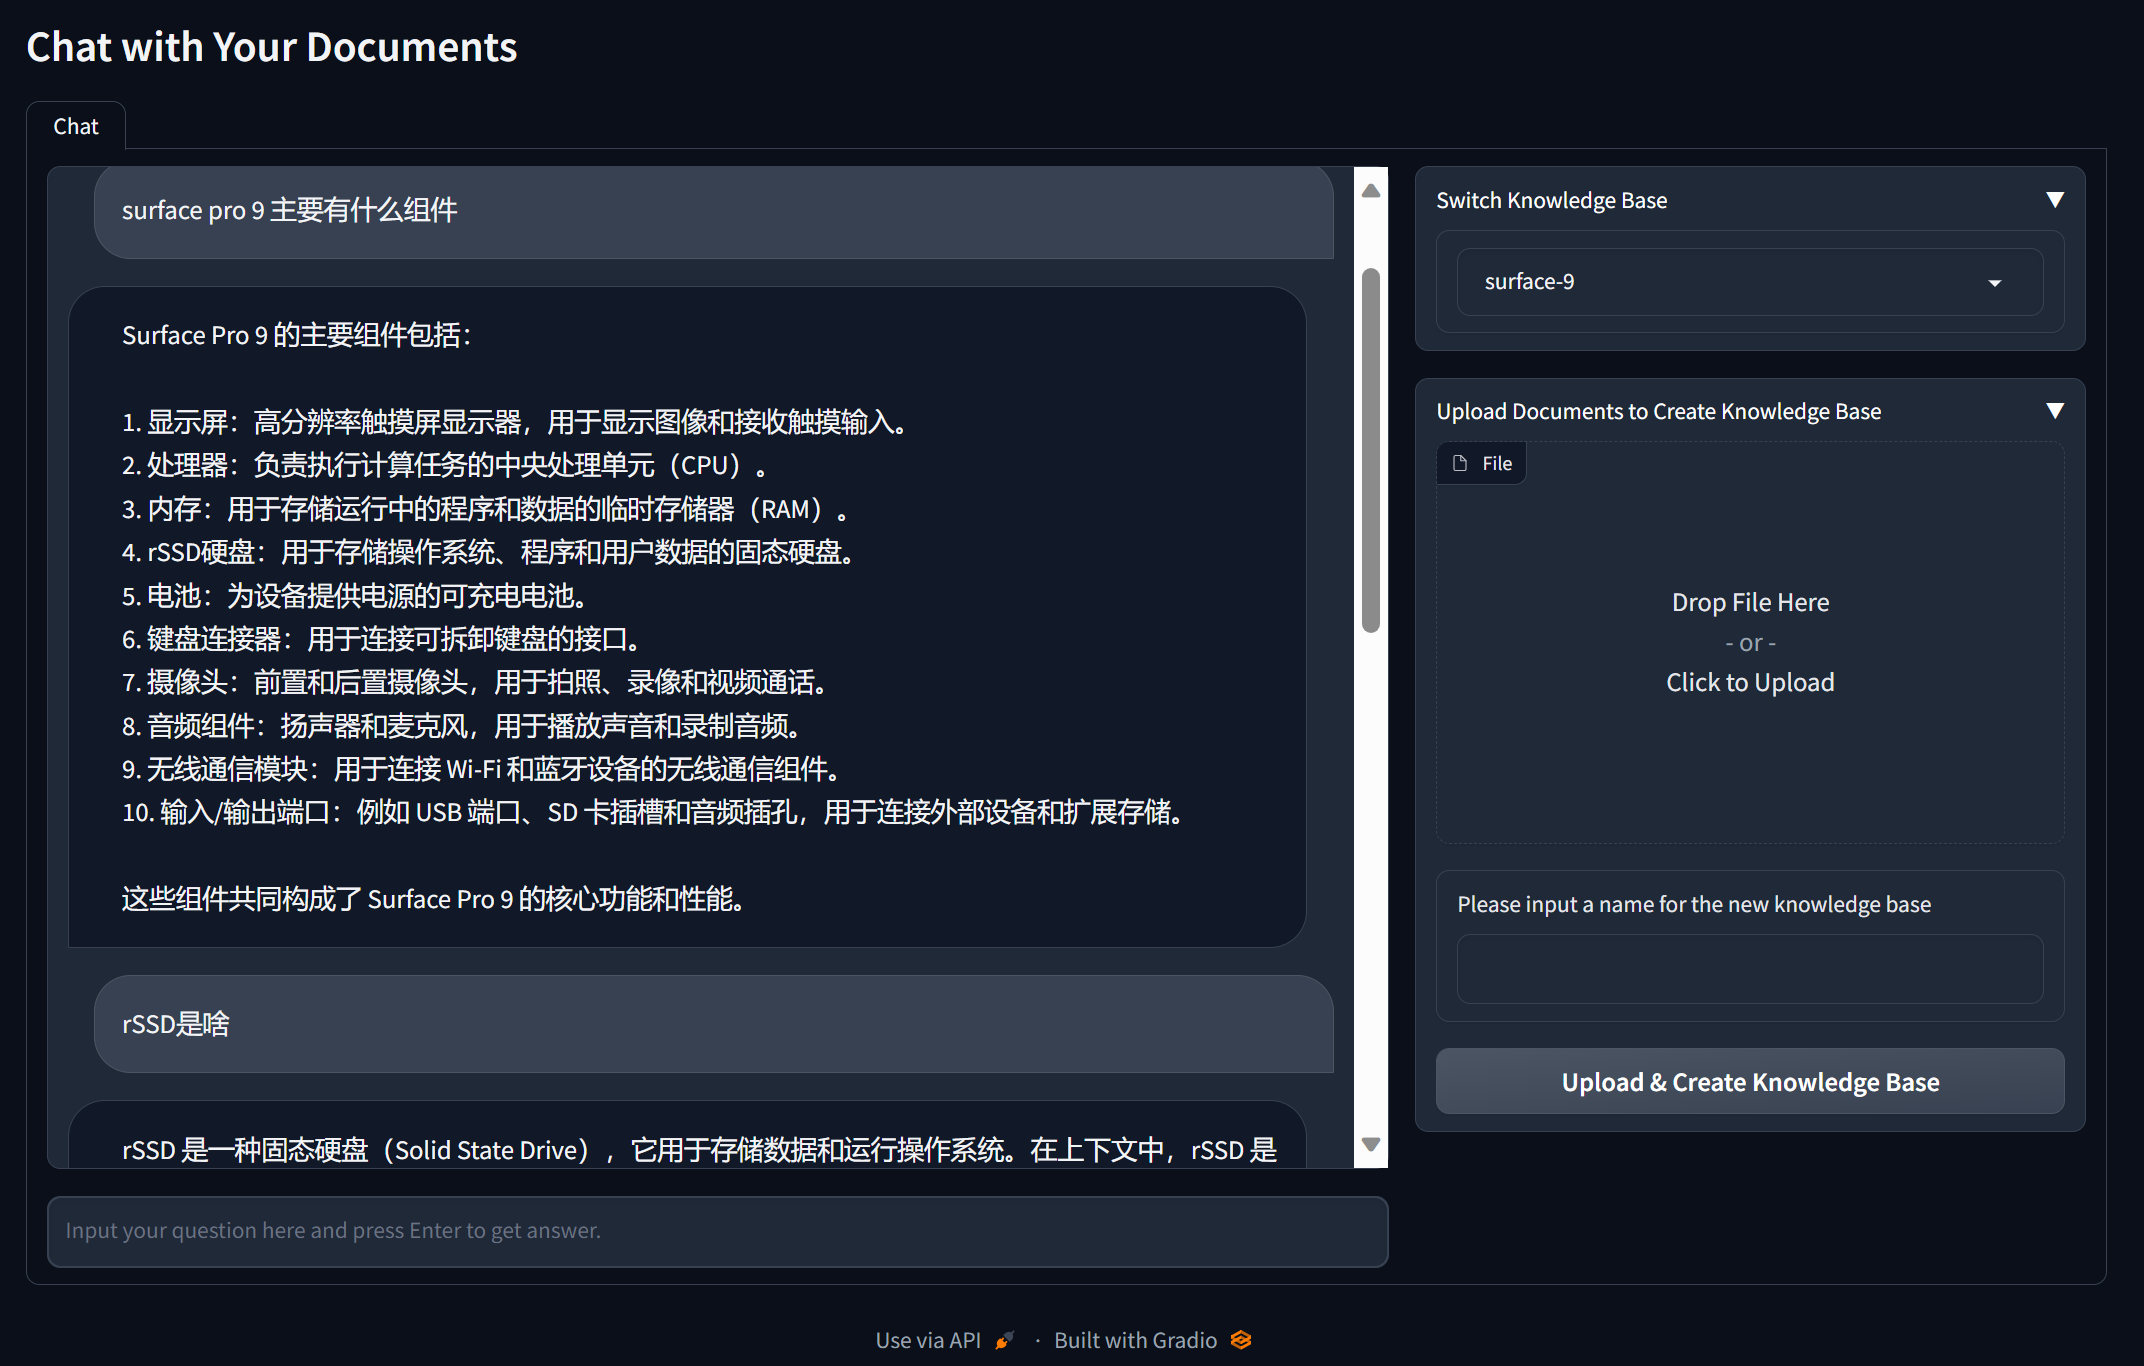 Chat with Your Documents
Chat
surface pro 9 主要有什么组件
Surface Pro 9 的主要组件包括：
1. 显示屏：高分辨率触摸屏显示器，用于显示图像和接收触摸输入。
2. 处理器：负责执行计算任务的中央处理单元（CPU）。
3. 内存：用于存储运行中的程序和数据的临时存储器（RAM）。
4. rSSD硬盘：用于存储操作系统、程序和用户数据的固态硬盘。
5. 电池：为设备提供电源的可充电电池。
6. 键盘连接器：用于连接可拆卸键盘的接口。
7. 摄像头：前置和后置摄像头，用于拍照、录像和视频通话。
8. 音频组件：扬声器和麦克风，用于播放声音和录制音频。
9. 无线通信模块：用于连接 Wi-Fi 和蓝牙设备的无线通信组件。
10. 输入/输出端口：例如 USB 端口、SD 卡插槽和音频插孔，用于连接外部设备和扩展存储。
这些组件共同构成了 Surface Pro 9 的核心功能和性能。
rSSD是啥
rSSD 是一种固态硬盘（Solid State Drive），它用于存储数据和运行操作系统。在上下文中，rSSD 是
Input your question here and press Enter to get answer.
Switch Knowledge Base
surface-9
Upload Documents to Create Knowledge Base
File
Drop File Here
- or -
Click to Upload
Please input a name for the new knowledge base
Upload & Create Knowledge Base
Use via API · Built with Gradio